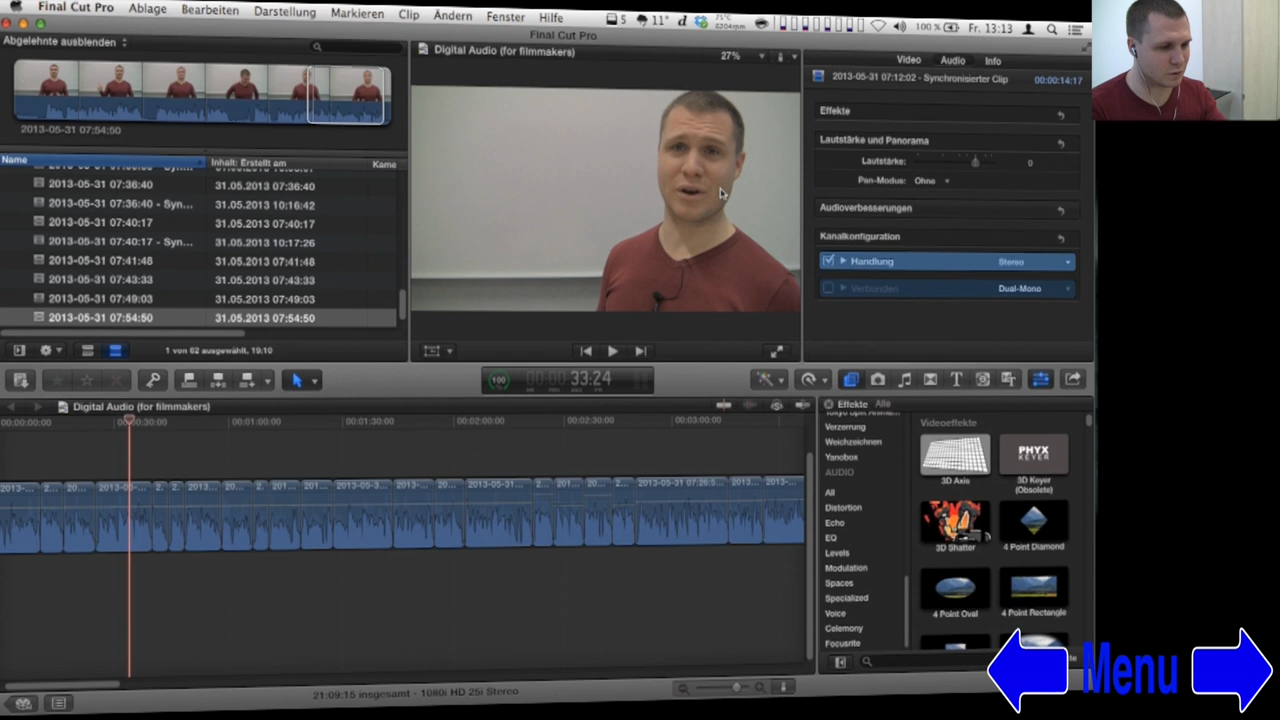 Final Cut Pro Ablage Bearbeiten Darstellung Markieren Clip Ändern Fenster Hilfe 5 11° 100 % Fr. 13:13
Final Cut Pro
Abgelehnte ausblenden
2013-05-31 07:54:50
Name Inhalt: Erstellt am Kame
2013-05-31 07:36:40 31.05.2013 07:36:40
2013-05-31 07:36:40 - Syn... 31.05.2013 10:16:42
2013-05-31 07:40:17 31.05.2013 07:40:17
2013-05-31 07:40:17 - Syn... 31.05.2013 10:17:26
2013-05-31 07:41:48 31.05.2013 07:41:48
2013-05-31 07:43:33 31.05.2013 07:43:33
2013-05-31 07:49:03 31.05.2013 07:49:03
2013-05-31 07:54:50 31.05.2013 07:54:50
1 von 62 ausgewählt, 19:10
Digital Audio (for filmmakers) 27%
Video Audio Info
2013-05-31 07:12:02 - Synchronisierter Clip 00:00:14:17
Effekte
Lautstärke und Panorama
Lautstärke: 0
Pan-Modus: Ohne
Audioverbesserungen
Kanalkonfiguration
Handlung Stereo
Verbunden Dual-Mono
100 33:24
Digital Audio (for filmmakers)
00:00:00:00 00:01:00:00 00:01:30:00 00:02:00:00 00:02:30:00 00:03:00:00
2013-... 2... 20... 2013-05-31 07:26:5...
21:09:15 insgesamt - 1080i HD 25i Stereo
Effekte Alle
Verzerrung
Weichzeichnen
Yanobox
AUDIO
All
Distortion
Echo
EQ
Levels
Modulation
Spaces
Specialized
Voice
Celemony
Focusrite
Videoeffekte
PHYX
KEYER
3D Axis 3D Keyer
(Obsolete)
3D Shatter 4 Point Diamond
4 Point Oval 4 Point Rectangle
Menu